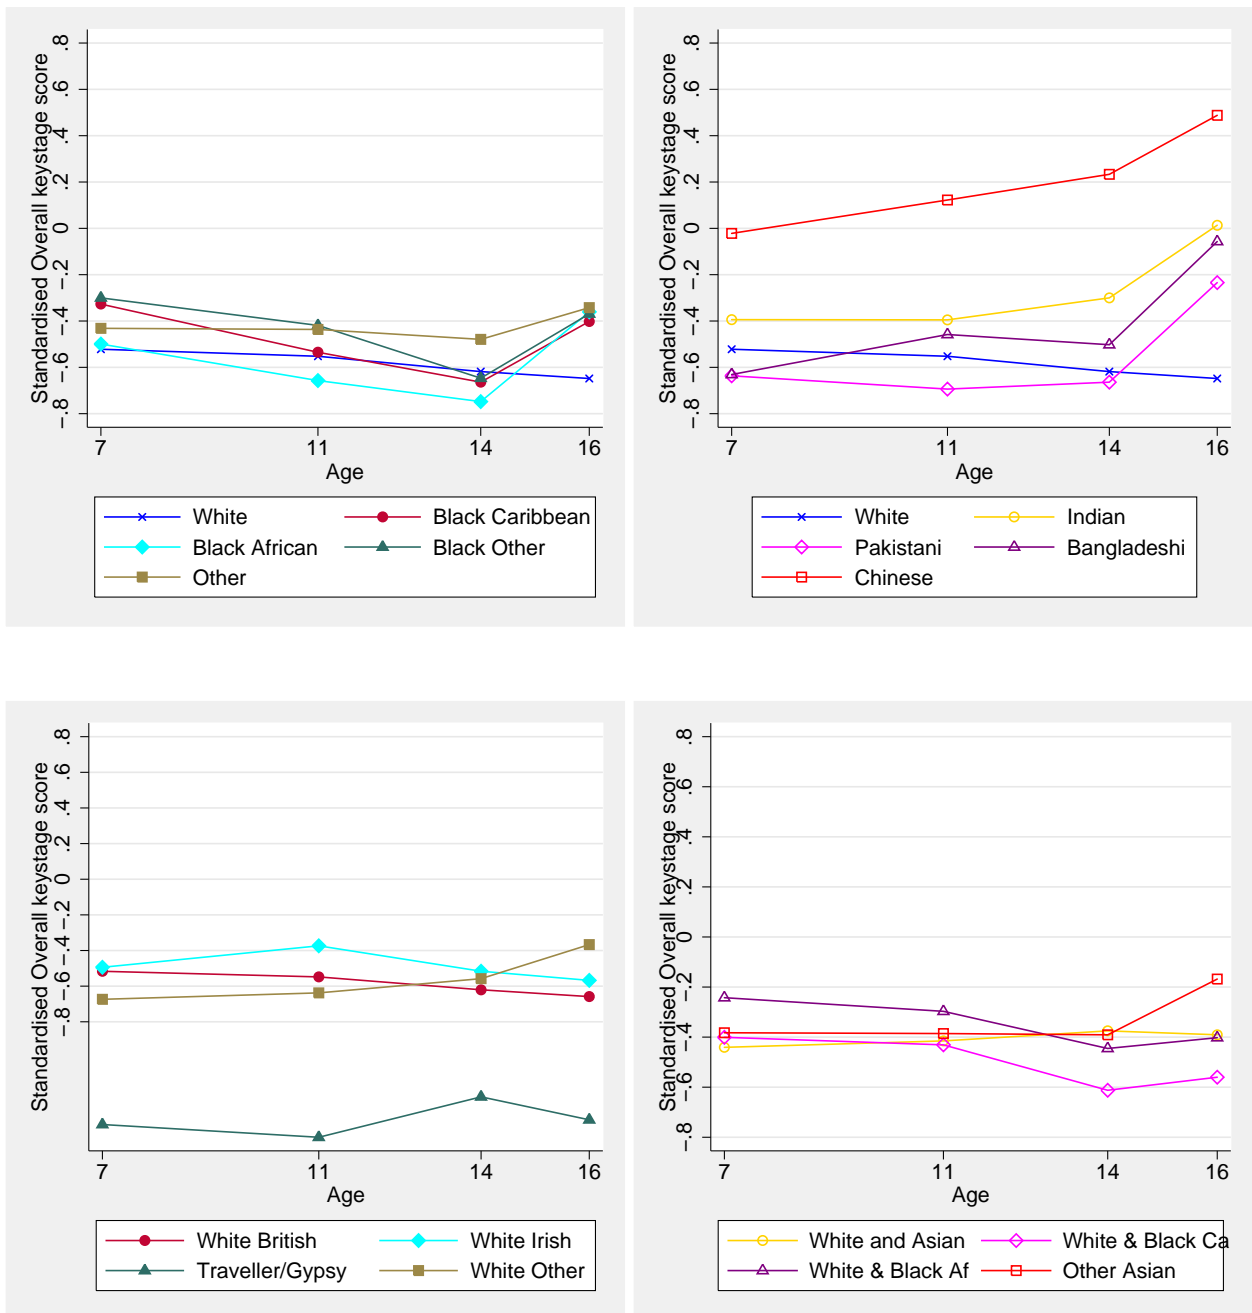 Standardised Overall keystage score
.8
.6
.4
.2
0
−.2
−.4
−.6
−.8
7 11 14 16
Age
White Black Caribbean
Black African Black Other
Other
Standardised Overall keystage score
.8
.6
.4
.2
0
−.2
−.4
−.6
−.8
7 11 14 16
Age
White Indian
Pakistani Bangladeshi
Chinese
Standardised Overall keystage score
.8
.6
.4
.2
0
−.2
−.4
−.6
−.8
7 11 14 16
Age
White British White Irish
Traveller/Gypsy White Other
Standardised Overall keystage score
.8
.6
.4
.2
0
−.2
−.4
−.6
−.8
7 11 14 16
Age
White and Asian White & Black Ca
White & Black Af Other Asian